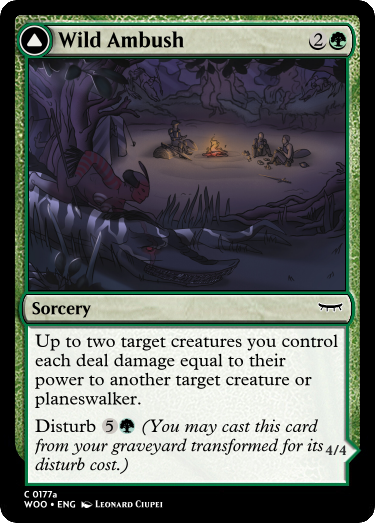 Wild Ambush 2
Sorcery
Up to two target creatures you control
each deal damage equal to their
power to another target creature or
planeswalker.
Disturb 5 (You may cast this card
from your graveyard transformed for its
disturb cost.)
4/4
C 0177a
WOO • ENG Leonard Ciupei